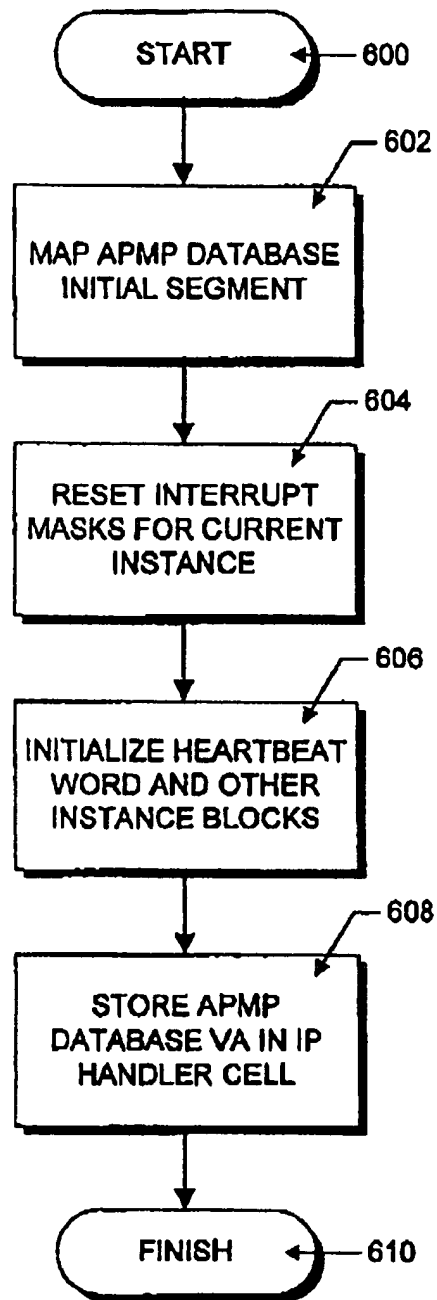 START
600
602
MAP APMP DATABASE
INITIAL SEGMENT
604
RESET INTERRUPT
MASKS FOR CURRENT
INSTANCE
606
INITIALIZE HEARTBEAT
WORD AND OTHER
INSTANCE BLOCKS
608
STORE APMP
DATABASE VA IN IP
HANDLER CELL
FINISH
610